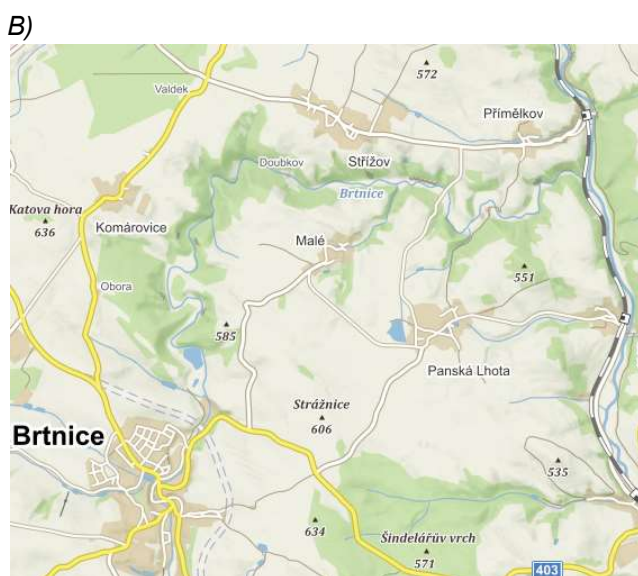 B)
572
Valdek
Přímělkov
Střížov
Doubkov
Brtnice
Katova hora
636
Komárovice
Malé
551
Obora
585
Panská Lhota
Strážnice
606
Brtnice
535
634
Šindelářův vrch
571
403